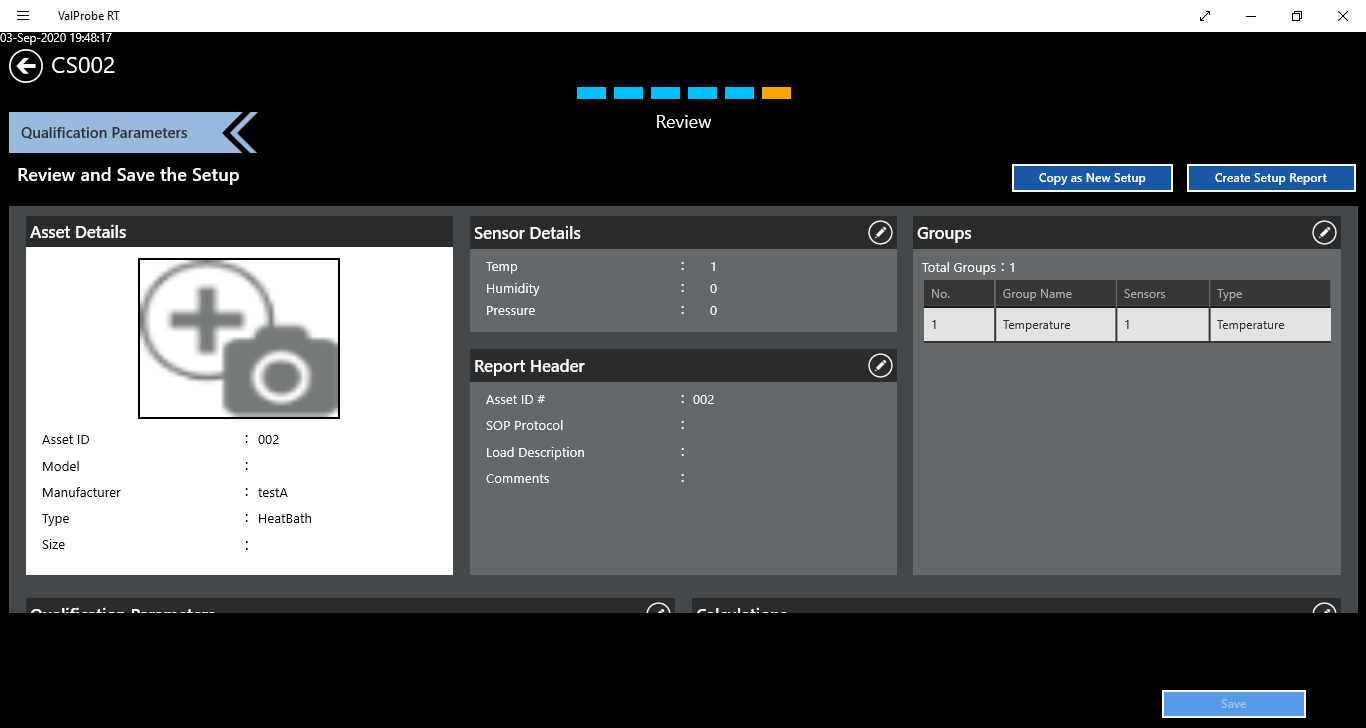 ValProbe RT
03-Sep-2020 19:48:17
CS002
Review
Qualification Parameters
Review and Save the Setup
Copy as New Setup
Create Setup Report
Asset Details
Asset ID : 002
Model :
Manufacturer : testA
Type : HeatBath
Size :
Sensor Details
Temp : 1
Humidity : 0
Pressure : 0
Report Header
Asset ID # : 002
SOP Protocol :
Load Description :
Comments :
Groups
Total Groups : 1
No. Group Name Sensors Type
1 Temperature 1 Temperature
Qualification Parameters
Calculations
Save